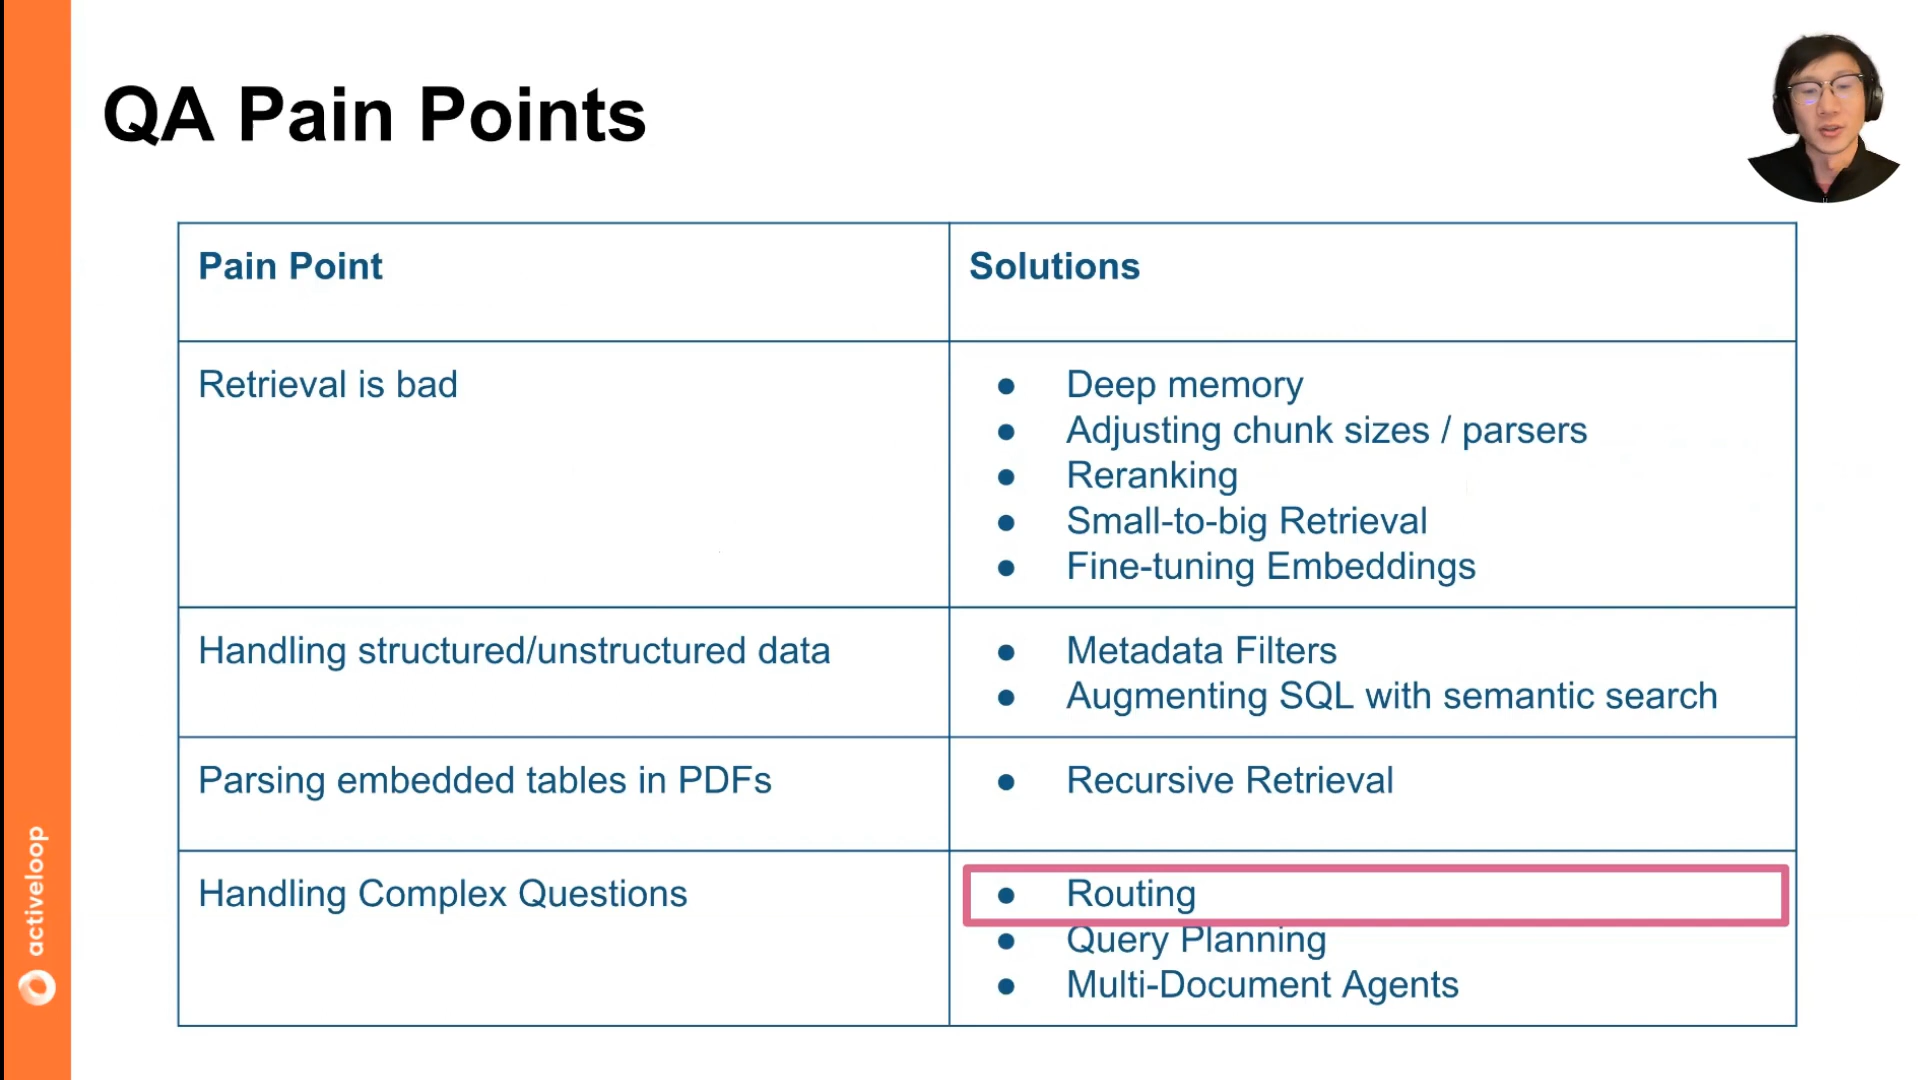 QA Pain Points
Pain Point
Solutions
Retrieval is bad
● Deep memory
● Adjusting chunk sizes / parsers
● Reranking
● Small-to-big Retrieval
● Fine-tuning Embeddings
Handling structured/unstructured data
● Metadata Filters
● Augmenting SQL with semantic search
Parsing embedded tables in PDFs
● Recursive Retrieval
Handling Complex Questions
● Routing
● Query Planning
● Multi-Document Agents
activeloop